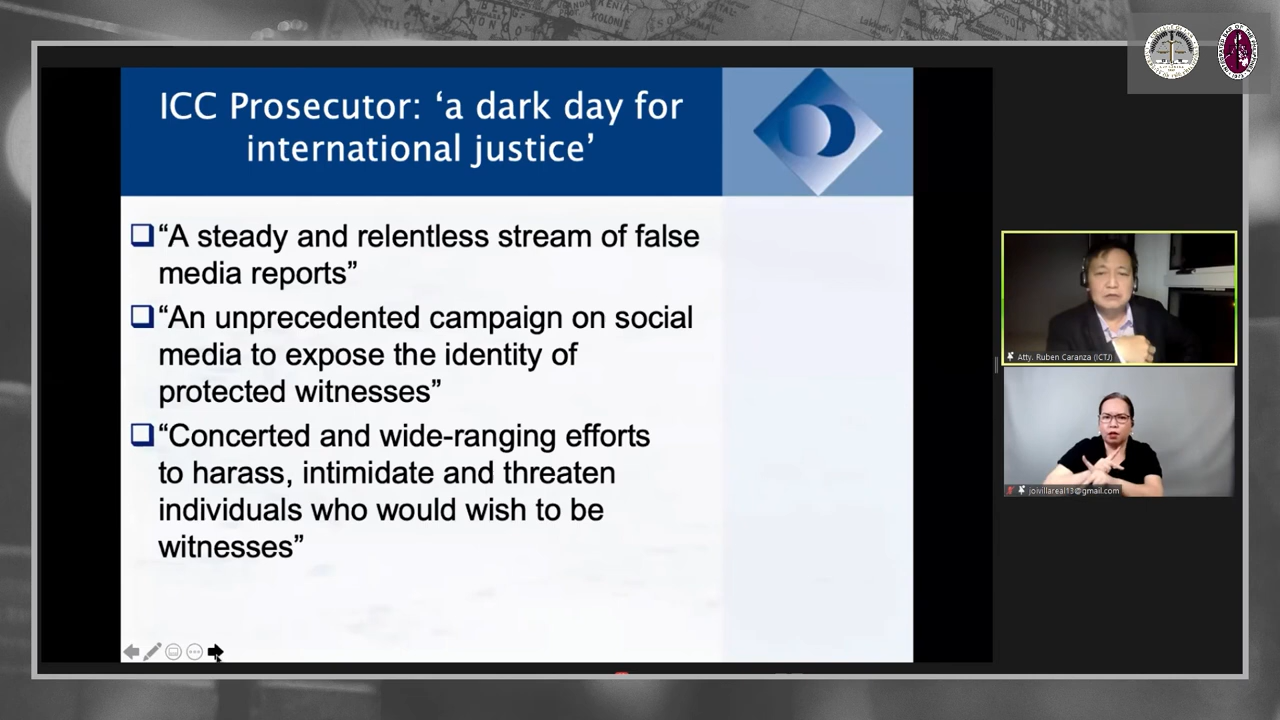 ICC Prosecutor: ‘a dark day for
international justice’
❑“A steady and relentless stream of false
media reports”
❑“An unprecedented campaign on social
media to expose the identity of
protected witnesses”
❑“Concerted and wide-ranging efforts
to harass, intimidate and threaten
individuals who would wish to be
witnesses”
Atty. Ruben Caranza (ICTJ)
joivillareal13@gmail.com